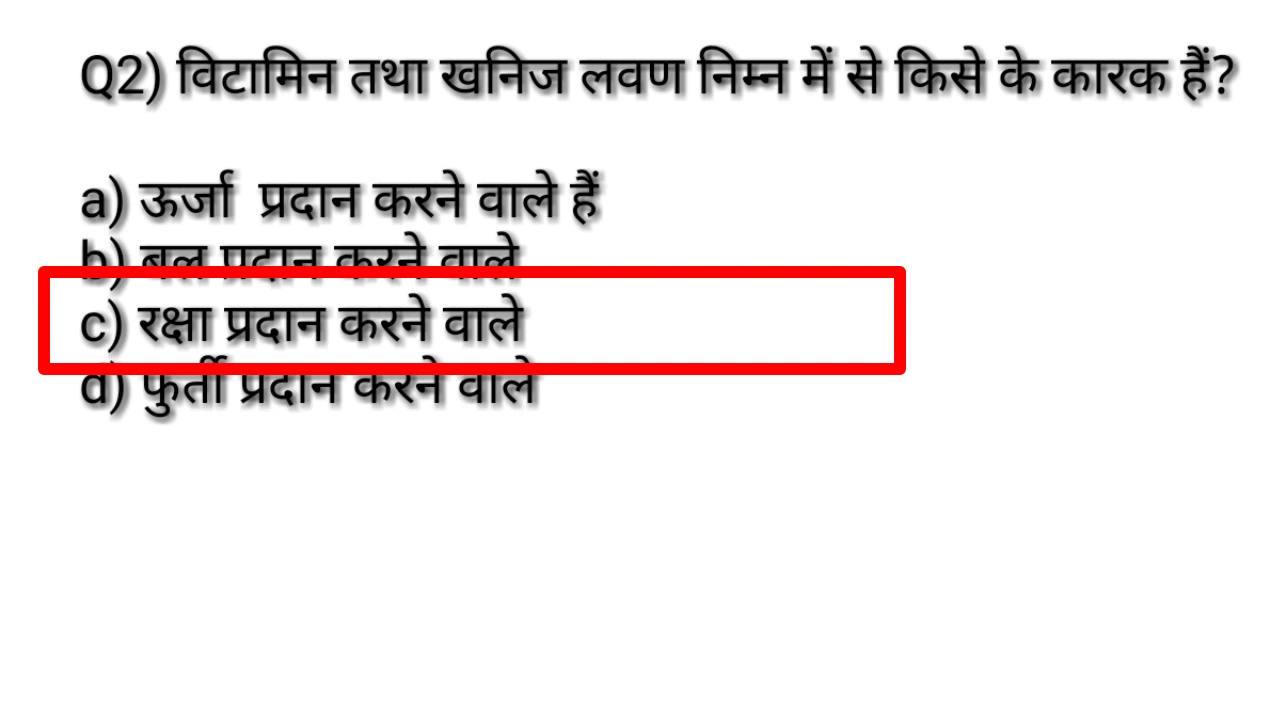 Q2) विटामिन तथा खनिज लवण निम्न में से किसे के कारक हैं?
a) ऊर्जा प्रदान करने वाले हैं
b) बल प्रदान करने वाले
c) रक्षा प्रदान करने वाले
d) फुर्ती प्रदान करने वाले